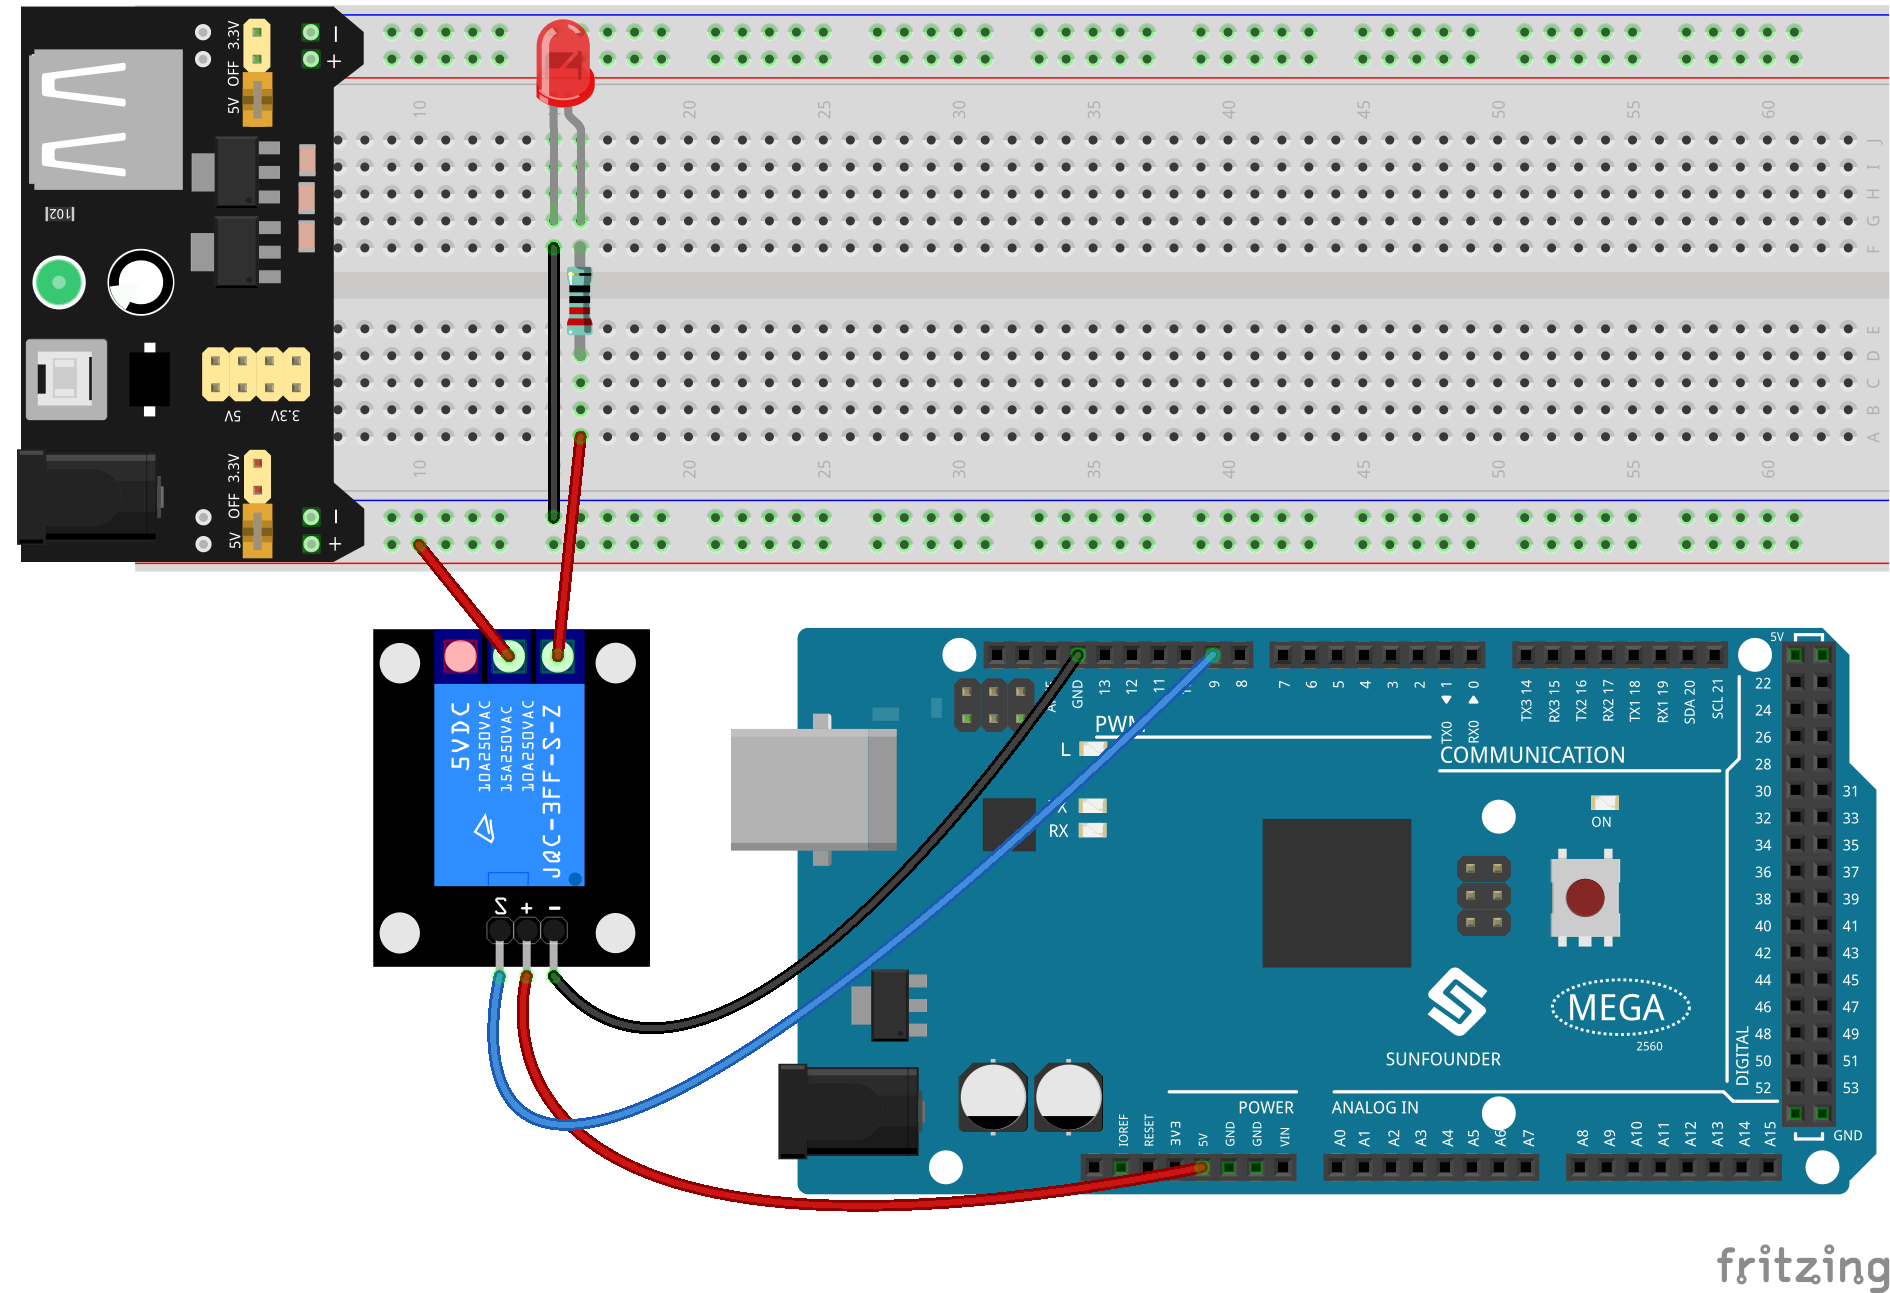 3.3V
OFF
5V
−
+
10
20
25
30
35
40
45
50
55
60
J
I
H
G
F
102
E
D
C
B
A
5V
3.3V
10
20
25
30
35
40
45
50
55
60
3.3V
OFF
5V
−
+
5VDC
10A250VAC
15A250VAC
10A250VAC
JQC-3FF-S-Z
S + −
GND
13
12
11
9
8
7
6
5
4
3
2
TX0 ▶ 1
RX0 ◀ 0
TX3 14
RX3 15
TX2 16
RX2 17
TX1 18
RX1 19
SDA 20
SCL 21
5V
PWM
L
COMMUNICATION
RX
ON
22
24
26
28
30 31
32 33
34 35
36 37
38 39
40 41
42 43
44 45
46 47
48 49
50 51
52 53
DIGITAL
GND
SUNFOUNDER
MEGA
2560
POWER
ANALOG IN
IOREF
RESET
3V3
5V
GND
GND
VIN
A0
A1
A2
A3
A4
A5
A6
A7
A8
A9
A10
A11
A12
A13
A14
A15
fritzing